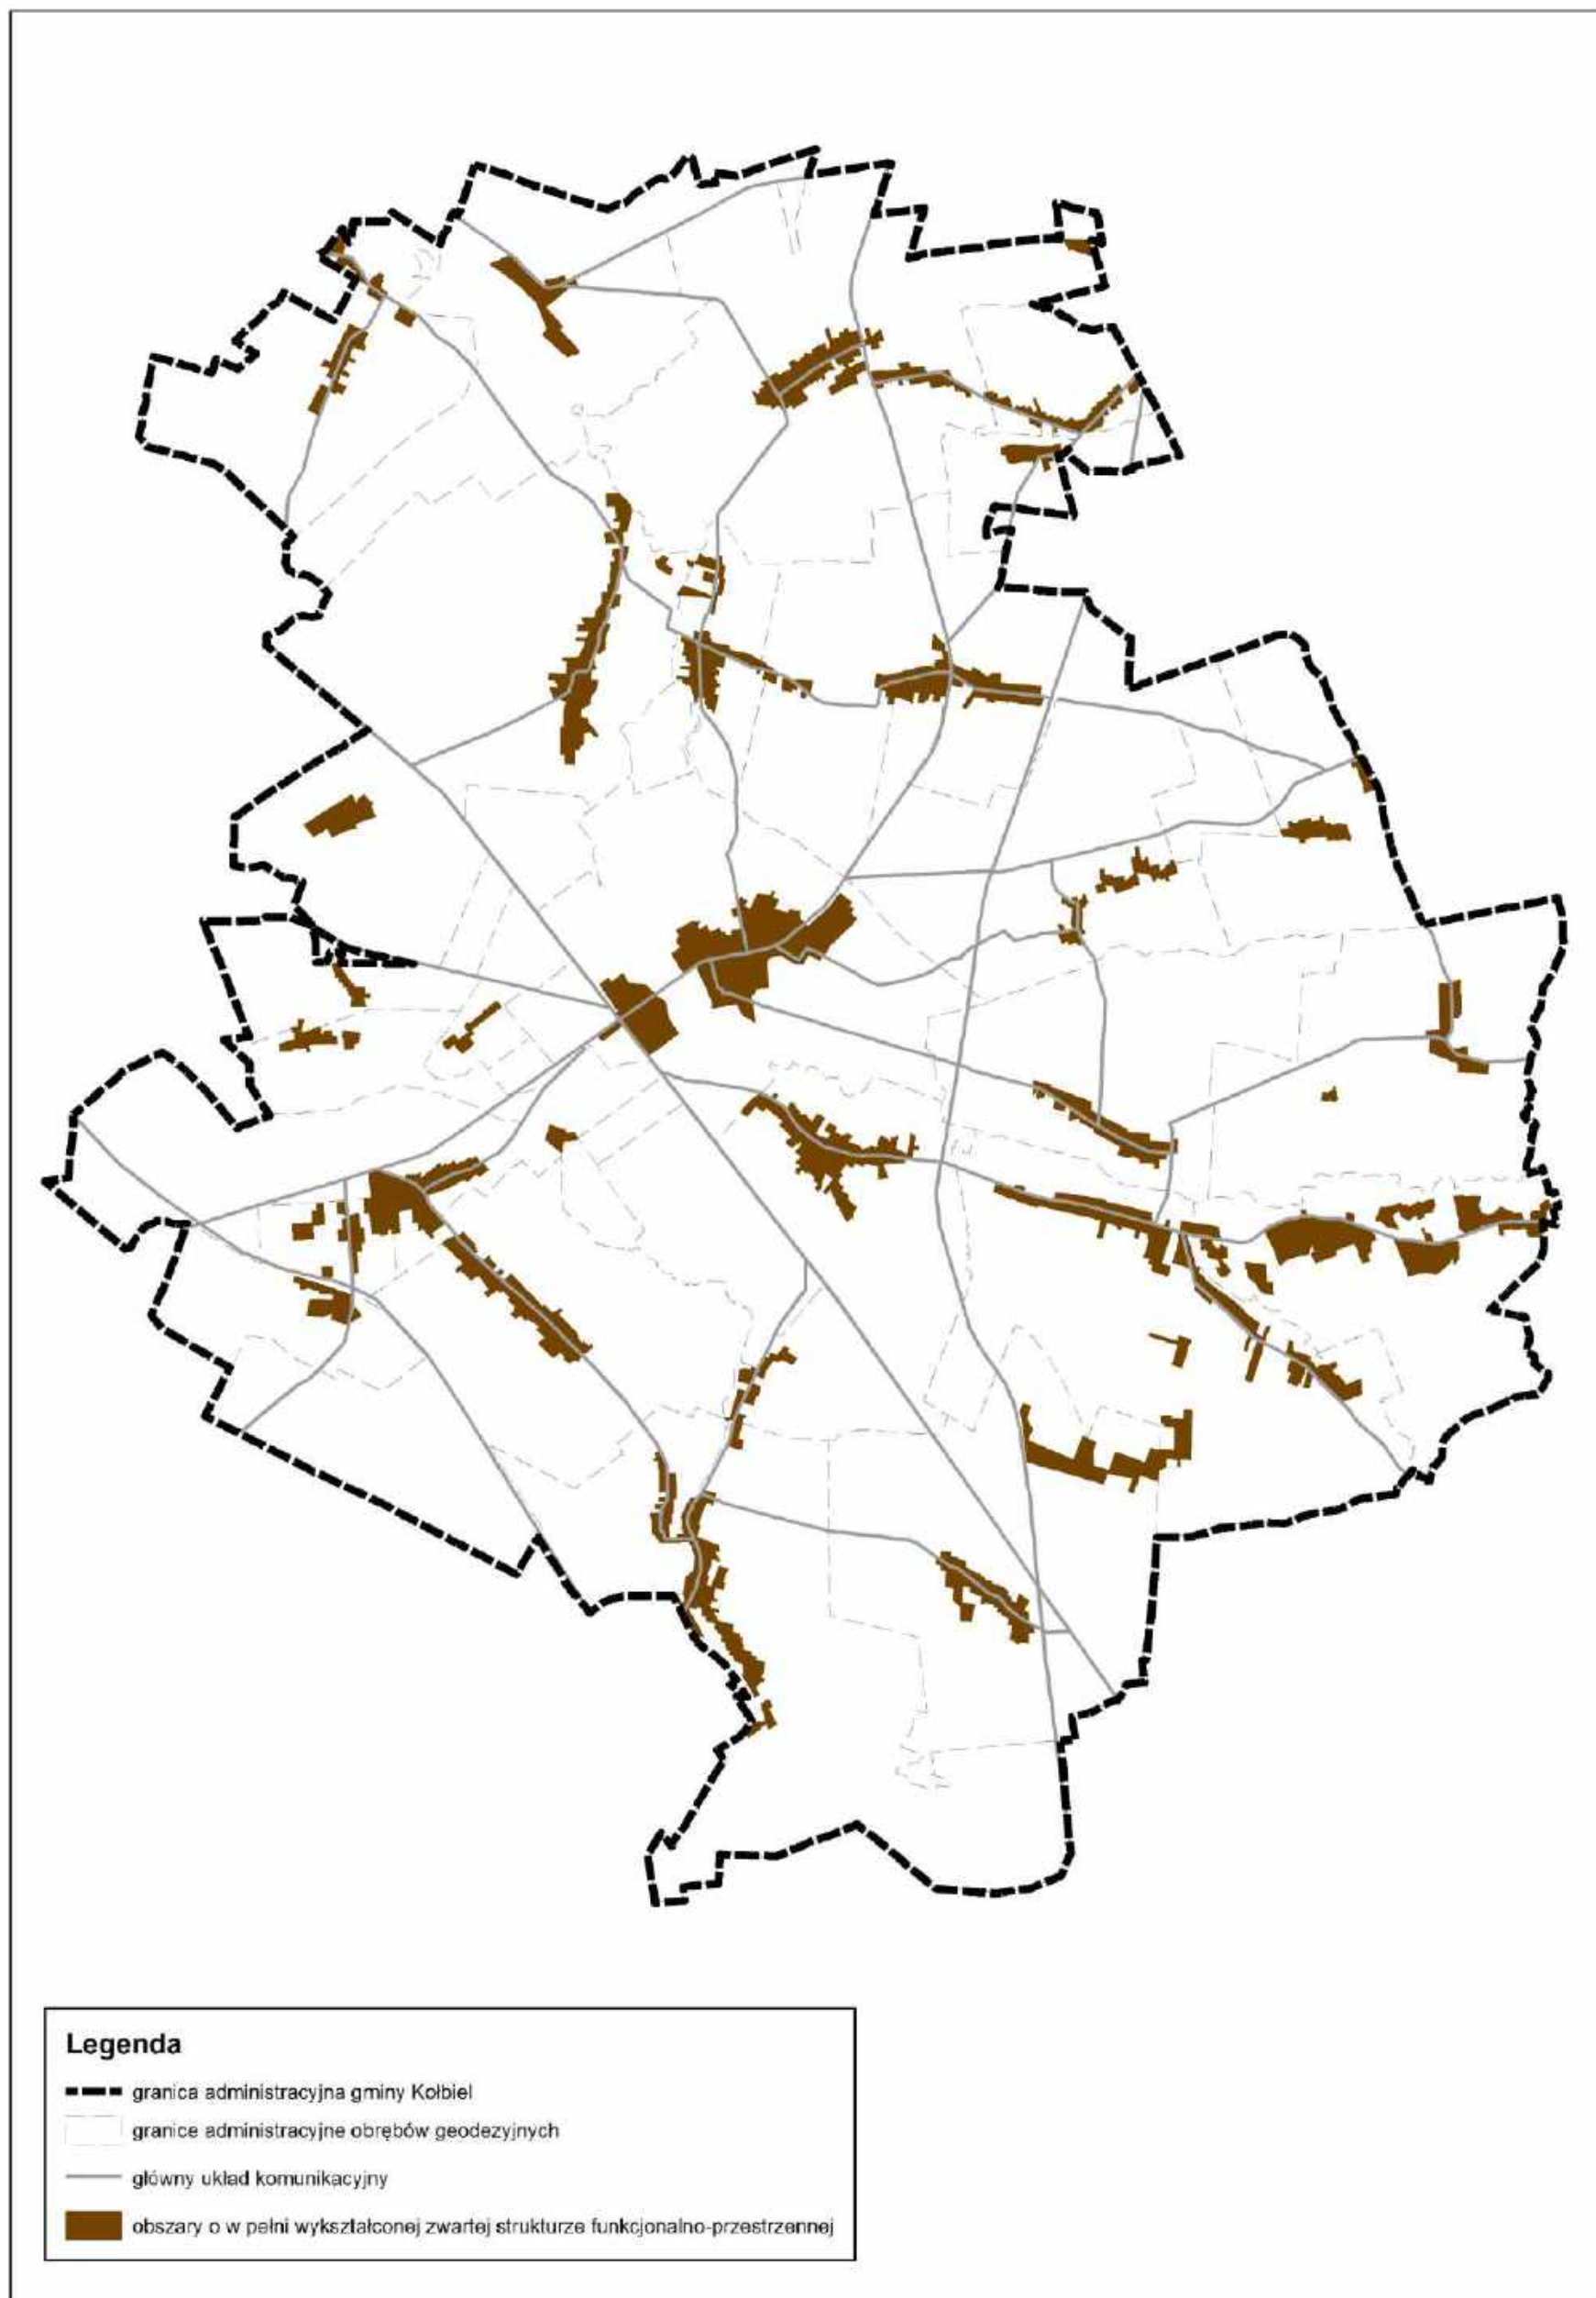 Legenda
granica administracyjna gminy Kołbiel
granice administracyjne obrębów geodezyjnych
główny układ komunikacyjny
obszary o w pełni wykształconej zwartej strukturze funkcjonalno-przestrzennej